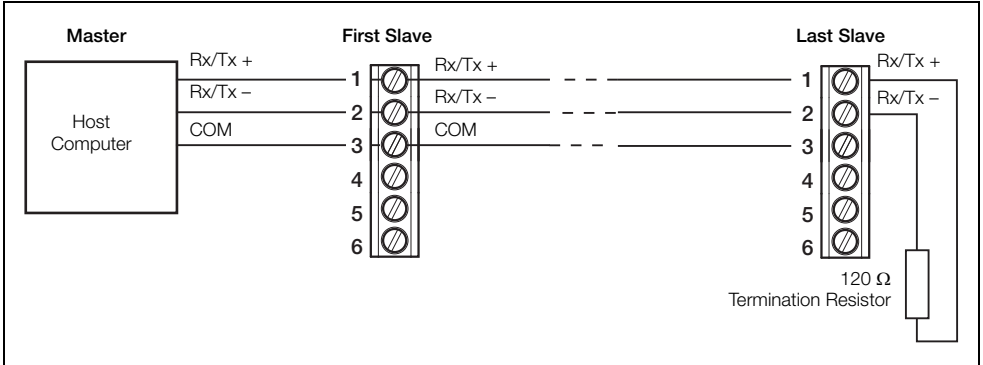 Master
First Slave
Last Slave
Rx/Tx +
Rx/Tx –
COM
Host
Computer
1
2
3
4
5
6
Rx/Tx +
Rx/Tx –
COM
1
2
3
4
5
6
Rx/Tx +
Rx/Tx –
120 Ω
Termination Resistor